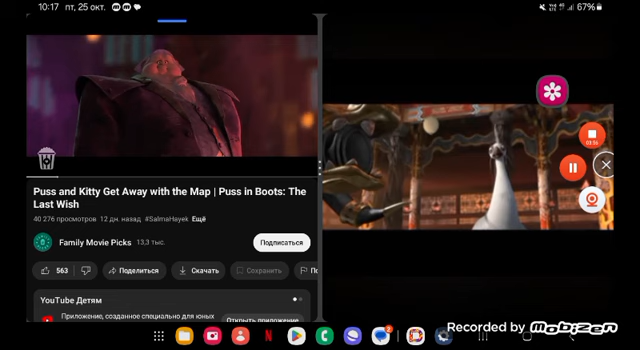 10:17 пт, 25 окт.
67%
Puss and Kitty Get Away with the Map | Puss in Boots: The
Last Wish
40 276 просмотров 12 дн. назад #SalmaHayek Ещё
Family Movie Picks 13,3 тыс.
Подписаться
563
Поделиться
Скачать
Сохранить
По
YouTube Детям
Приложение, созданное специально для юных
Открыть приложение
2
Recorded by mobizen